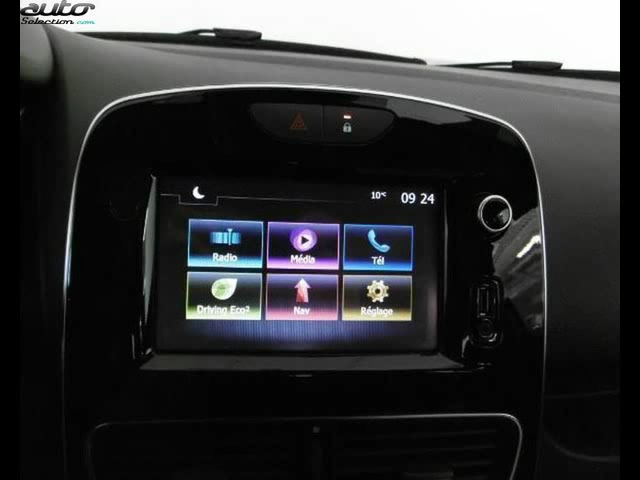 auto
Selection.com
10°C 09 24
Radio Média Tél
Driving Eco² Nav Réglage